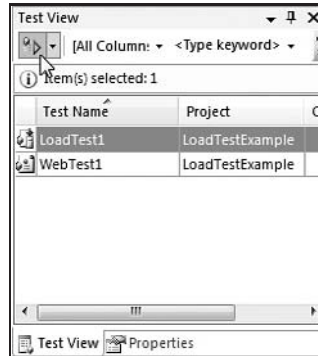 Test View
[All Column: <Type keyword>
Item(s) selected: 1
Test Name Project C
LoadTest1 LoadTestExample
WebTest1 LoadTestExample
Test View Properties